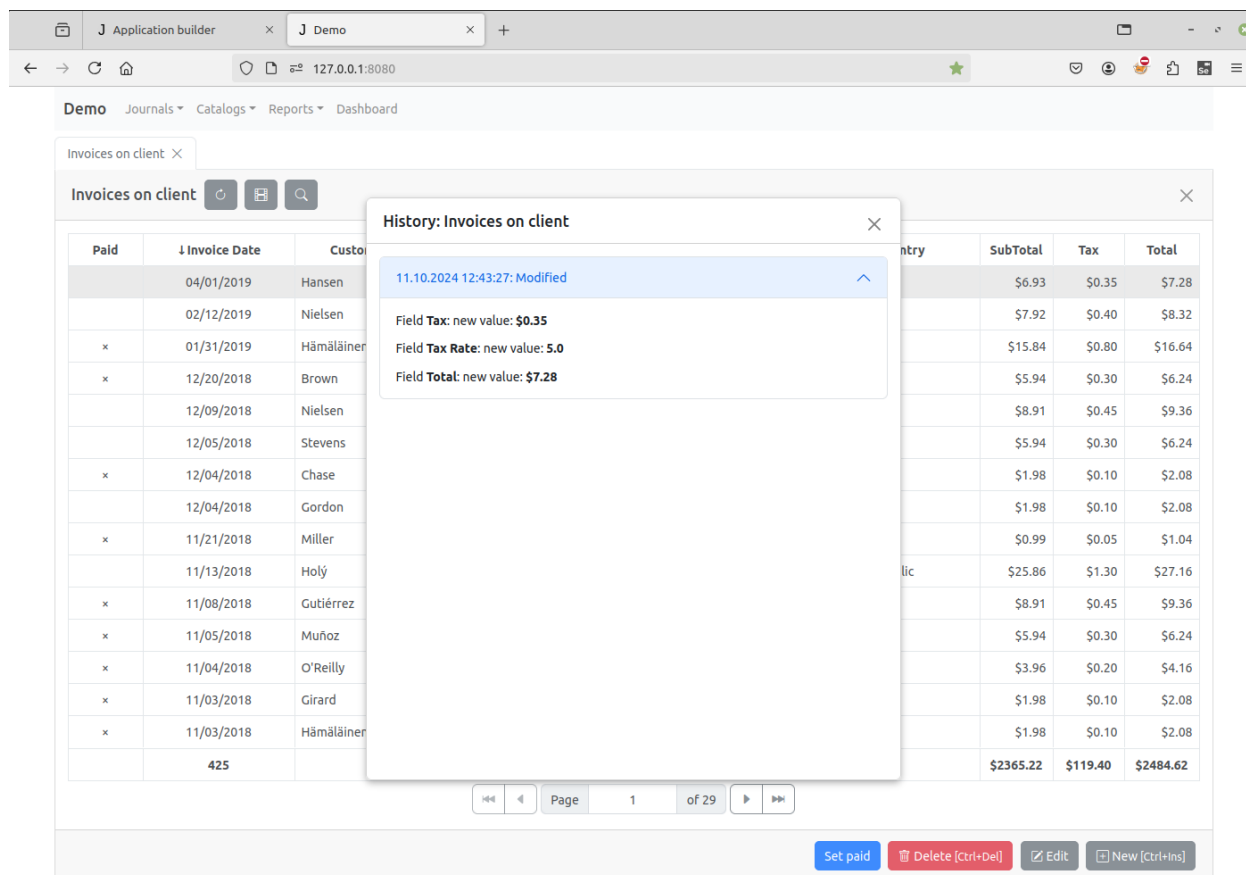 J Application builder
J Demo
127.0.0.1:8080
Se
Demo Journals Catalogs Reports Dashboard
Invoices on client
Invoices on client
History: Invoices on client
11.10.2024 12:43:27: Modified
Field Tax: new value: $0.35
Field Tax Rate: new value: 5.0
Field Total: new value: $7.28
Paid ↓Invoice Date Custo ntry SubTotal Tax Total
04/01/2019 Hansen $6.93 $0.35 $7.28
02/12/2019 Nielsen $7.92 $0.40 $8.32
× 01/31/2019 Hämäläinen $15.84 $0.80 $16.64
× 12/20/2018 Brown $5.94 $0.30 $6.24
12/09/2018 Nielsen $8.91 $0.45 $9.36
12/05/2018 Stevens $5.94 $0.30 $6.24
× 12/04/2018 Chase $1.98 $0.10 $2.08
12/04/2018 Gordon $1.98 $0.10 $2.08
× 11/21/2018 Miller $0.99 $0.05 $1.04
11/13/2018 Holý lic $25.86 $1.30 $27.16
× 11/08/2018 Gutiérrez $8.91 $0.45 $9.36
× 11/05/2018 Muñoz $5.94 $0.30 $6.24
× 11/04/2018 O'Reilly $3.96 $0.20 $4.16
× 11/03/2018 Girard $1.98 $0.10 $2.08
× 11/03/2018 Hämäläinen $1.98 $0.10 $2.08
425 $2365.22 $119.40 $2484.62
Page 1 of 29
Set paid Delete [Ctrl+Del] Edit New [Ctrl+Ins]